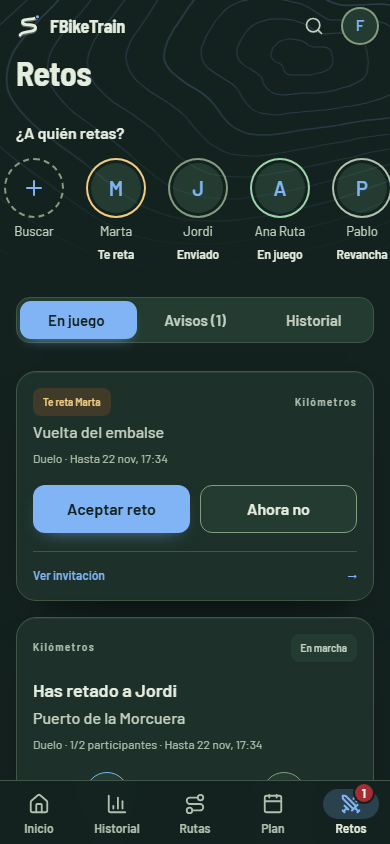 FBikeTrain
F
Retos
¿A quién retas?
M
J
A
P
Buscar
Marta
Jordi
Ana Ruta
Pablo
Te reta
Enviado
En juego
Revancha
En juego
Avisos (1)
Historial
Te reta Marta
Kilómetros
Vuelta del embalse
Duelo · Hasta 22 nov, 17:34
Aceptar reto
Ahora no
Ver invitación →
Kilómetros
En marcha
Has retado a Jordi
Puerto de la Morcuera
Duelo · 1/2 participantes · Hasta 22 nov, 17:34
1
Inicio
Historial
Rutas
Plan
Retos